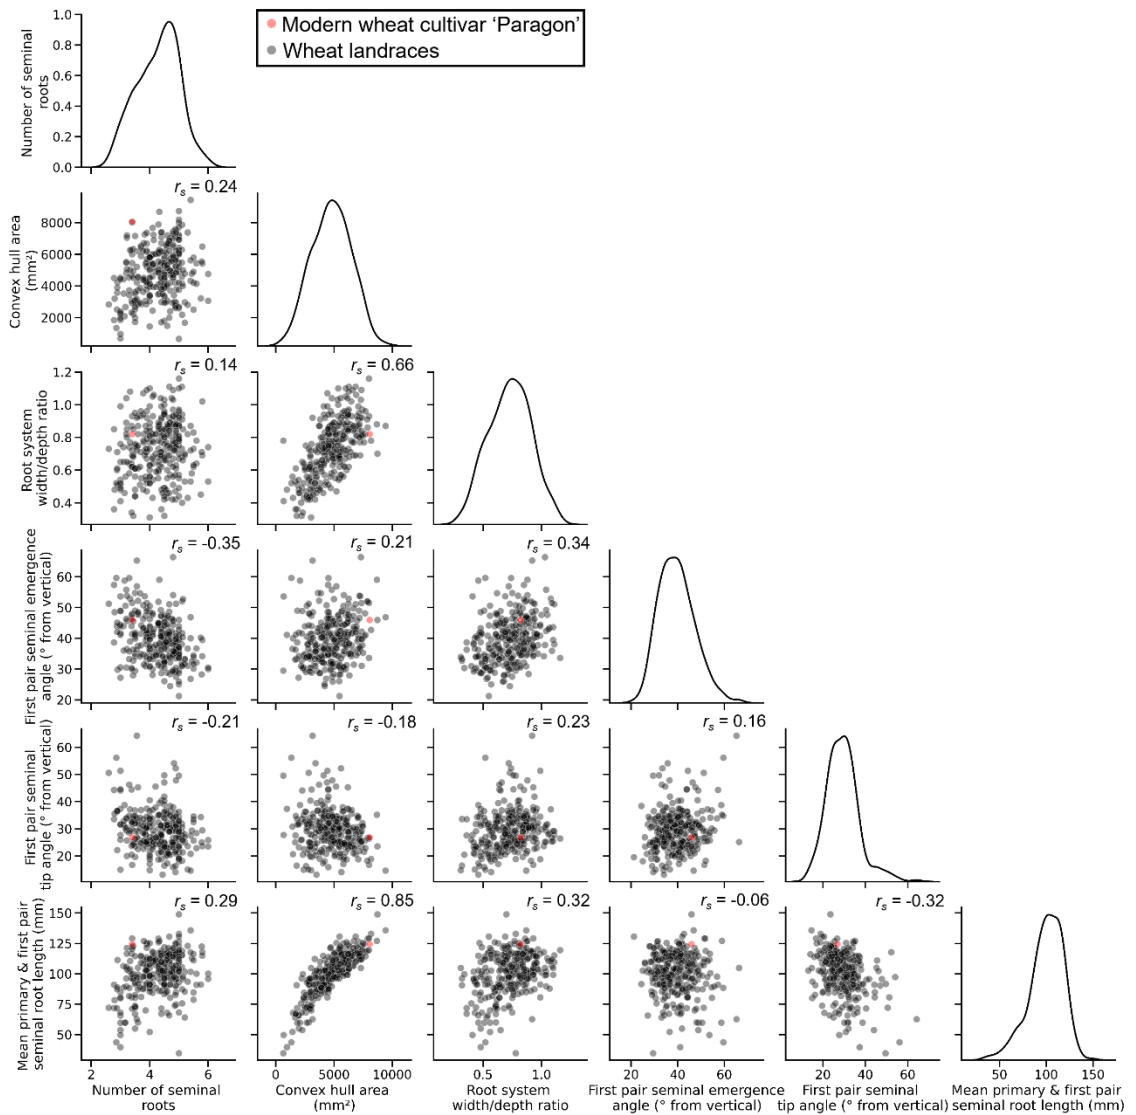 Modern wheat cultivar ‘Paragon’
Wheat landraces
Number of seminal
roots
1.0
0.8
0.6
0.4
0.2
0.0
Convex hull area
(mm²)
8000
6000
4000
2000
rs = 0.24
Root system
width/depth ratio
1.2
1.0
0.8
0.6
0.4
rs = 0.14
rs = 0.66
First pair seminal emergence
angle (° from vertical)
60
50
40
30
20
rs = -0.35
rs = 0.21
rs = 0.34
First pair seminal
tip angle (° from vertical)
60
50
40
30
20
rs = -0.21
rs = -0.18
rs = 0.23
rs = 0.16
Mean primary & first pair
seminal root length (mm)
150
125
100
75
50
rs = 0.29
rs = 0.85
rs = 0.32
rs = -0.06
rs = -0.32
2 4 6
0 5000 10000
0.5 1.0
20 40 60
20 40 60
50 100 150
Number of seminal
roots
Convex hull area
(mm²)
Root system
width/depth ratio
First pair seminal emergence
angle (° from vertical)
First pair seminal
tip angle (° from vertical)
Mean primary & first pair
seminal root length (mm)